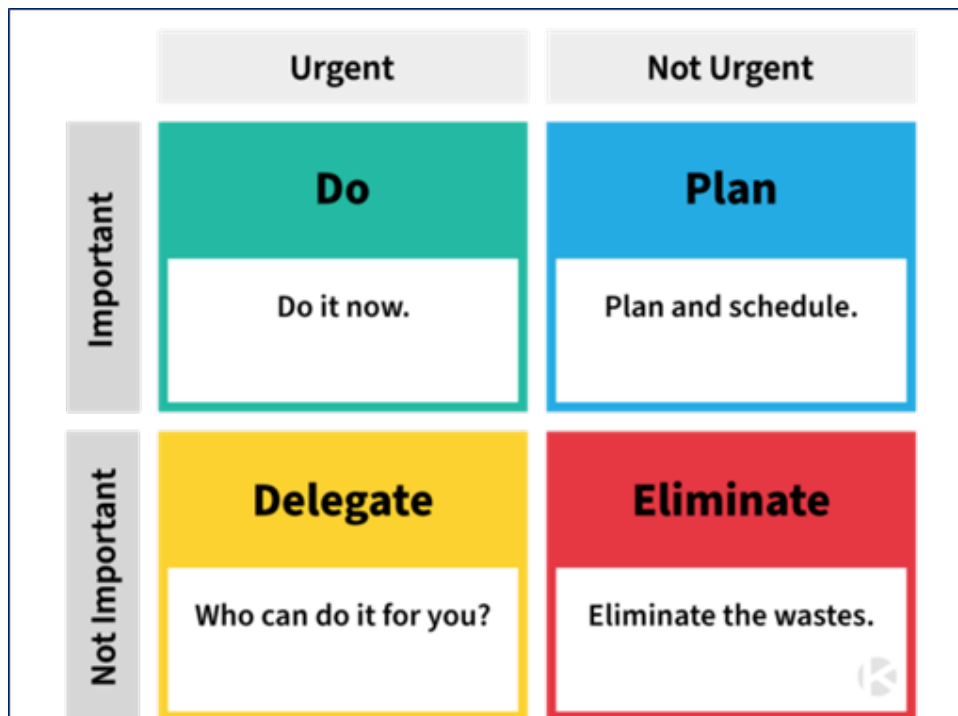 Urgent
Not Urgent
Important
Do
Plan
Do it now.
Plan and schedule.
Not Important
Delegate
Eliminate
Who can do it for you?
Eliminate the wastes.
K